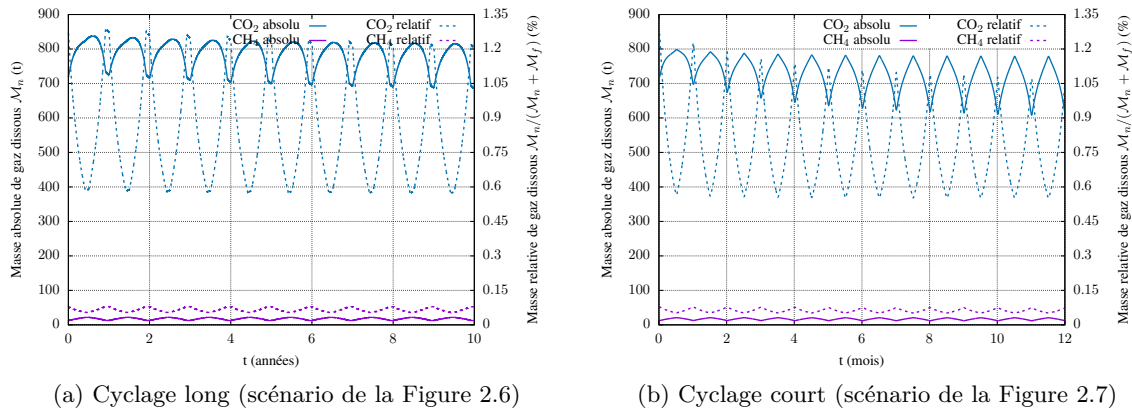 CO₂ absolu
CH₄ absolu
CO₂ relatif
CH₄ relatif
Masse absolue de gaz dissous ℳₙ (t)
900
800
700
600
500
400
300
200
100
0
1.35
1.2
1.05
0.9
0.75
0.6
0.45
0.3
0.15
0
Masse relative de gaz dissous ℳₙ/(ℳₙ + ℳ_f) (%)
0 2 4 6 8 10
t (années)
(a) Cyclage long (scénario de la Figure 2.6)
CO₂ absolu
CH₄ absolu
CO₂ relatif
CH₄ relatif
Masse absolue de gaz dissous ℳₙ (t)
900
800
700
600
500
400
300
200
100
0
1.35
1.2
1.05
0.9
0.75
0.6
0.45
0.3
0.15
0
Masse relative de gaz dissous ℳₙ/(ℳₙ + ℳ_f) (%)
0 2 4 6 8 10 12
t (mois)
(b) Cyclage court (scénario de la Figure 2.7)